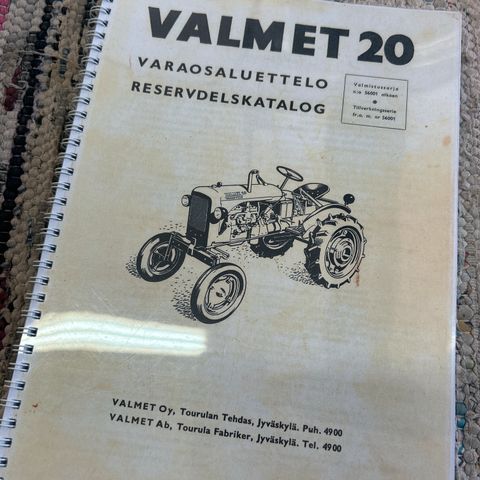 VALMET 20
VARAOSALUETTELO
RESERVDELSKATALOG
Valmistussarja
n:o 56001 alkaen
Tillverkningsserie
fr.o. m. nr 56001
VALMET Oy, Tourulan Tehdas, Jyväskylä. Puh. 4900
VALMET Ab, Tourula Fabriker, Jyväskylä. Tel. 4900